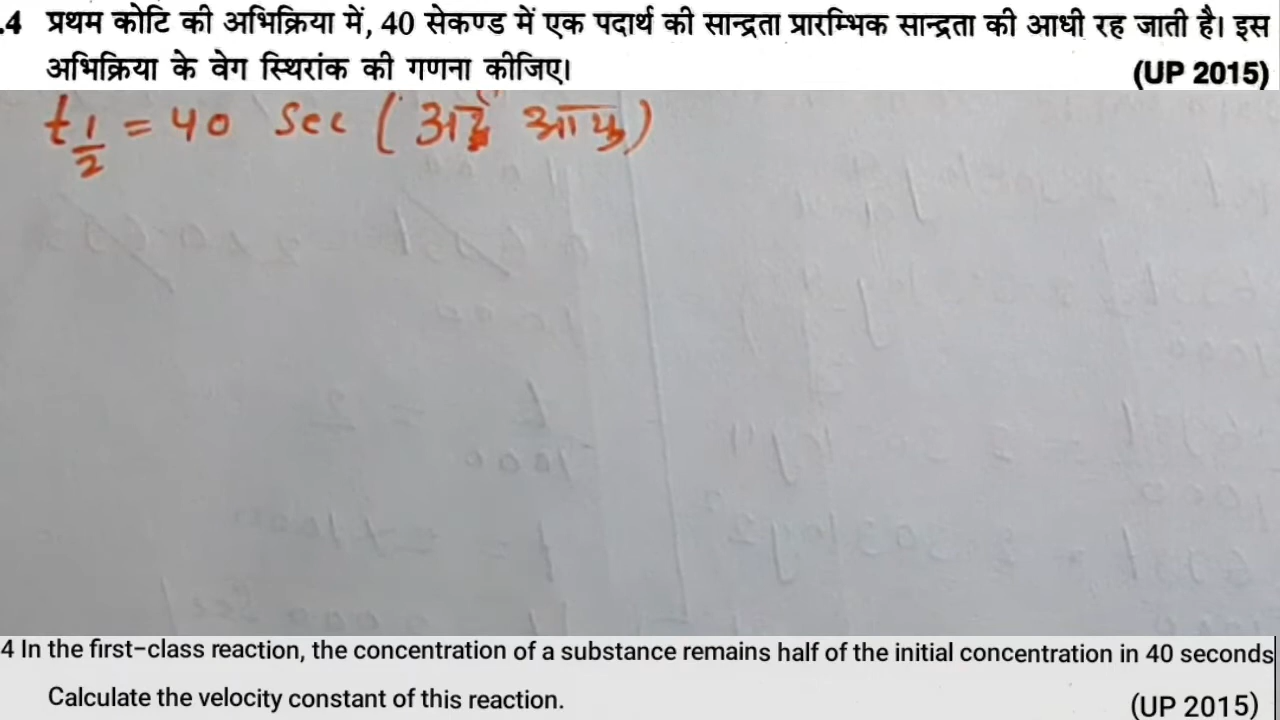 .4 प्रथम कोटि की अभिक्रिया में, 40 सेकण्ड में एक पदार्थ की सान्द्रता प्रारम्भिक सान्द्रता की आधी रह जाती है। इस
अभिक्रिया के वेग स्थिरांक की गणना कीजिए। (UP 2015)
t1/2 = 40 Sec ( अर्द्ध आयु )
4 In the first-class reaction, the concentration of a substance remains half of the initial concentration in 40 seconds
Calculate the velocity constant of this reaction. (UP 2015)